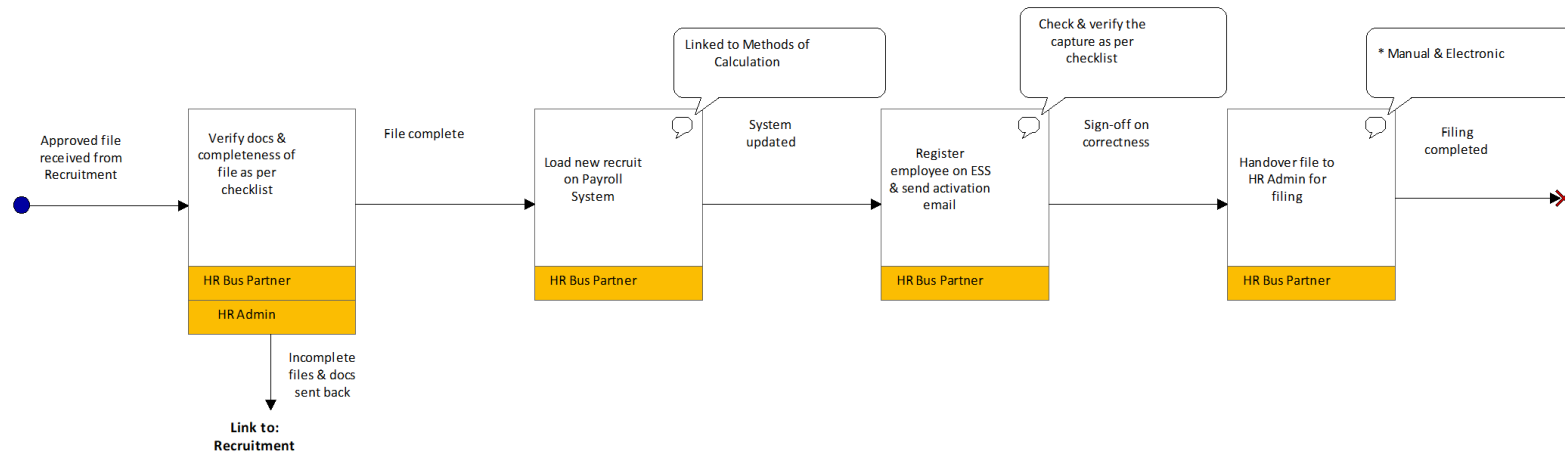 Approved file
received from
Recruitment
Verify docs &
completeness of
file as per
checklist
HR Bus Partner
HR Admin
Incomplete
files & docs
sent back
Link to:
Recruitment
File complete
Linked to Methods of
Calculation
Load new recruit
on Payroll
System
HR Bus Partner
System
updated
Check & verify the
capture as per
checklist
Register
employee on ESS
& send activation
email
HR Bus Partner
Sign-off on
correctness
* Manual & Electronic
Handover file to
HR Admin for
filing
HR Bus Partner
Filing
completed